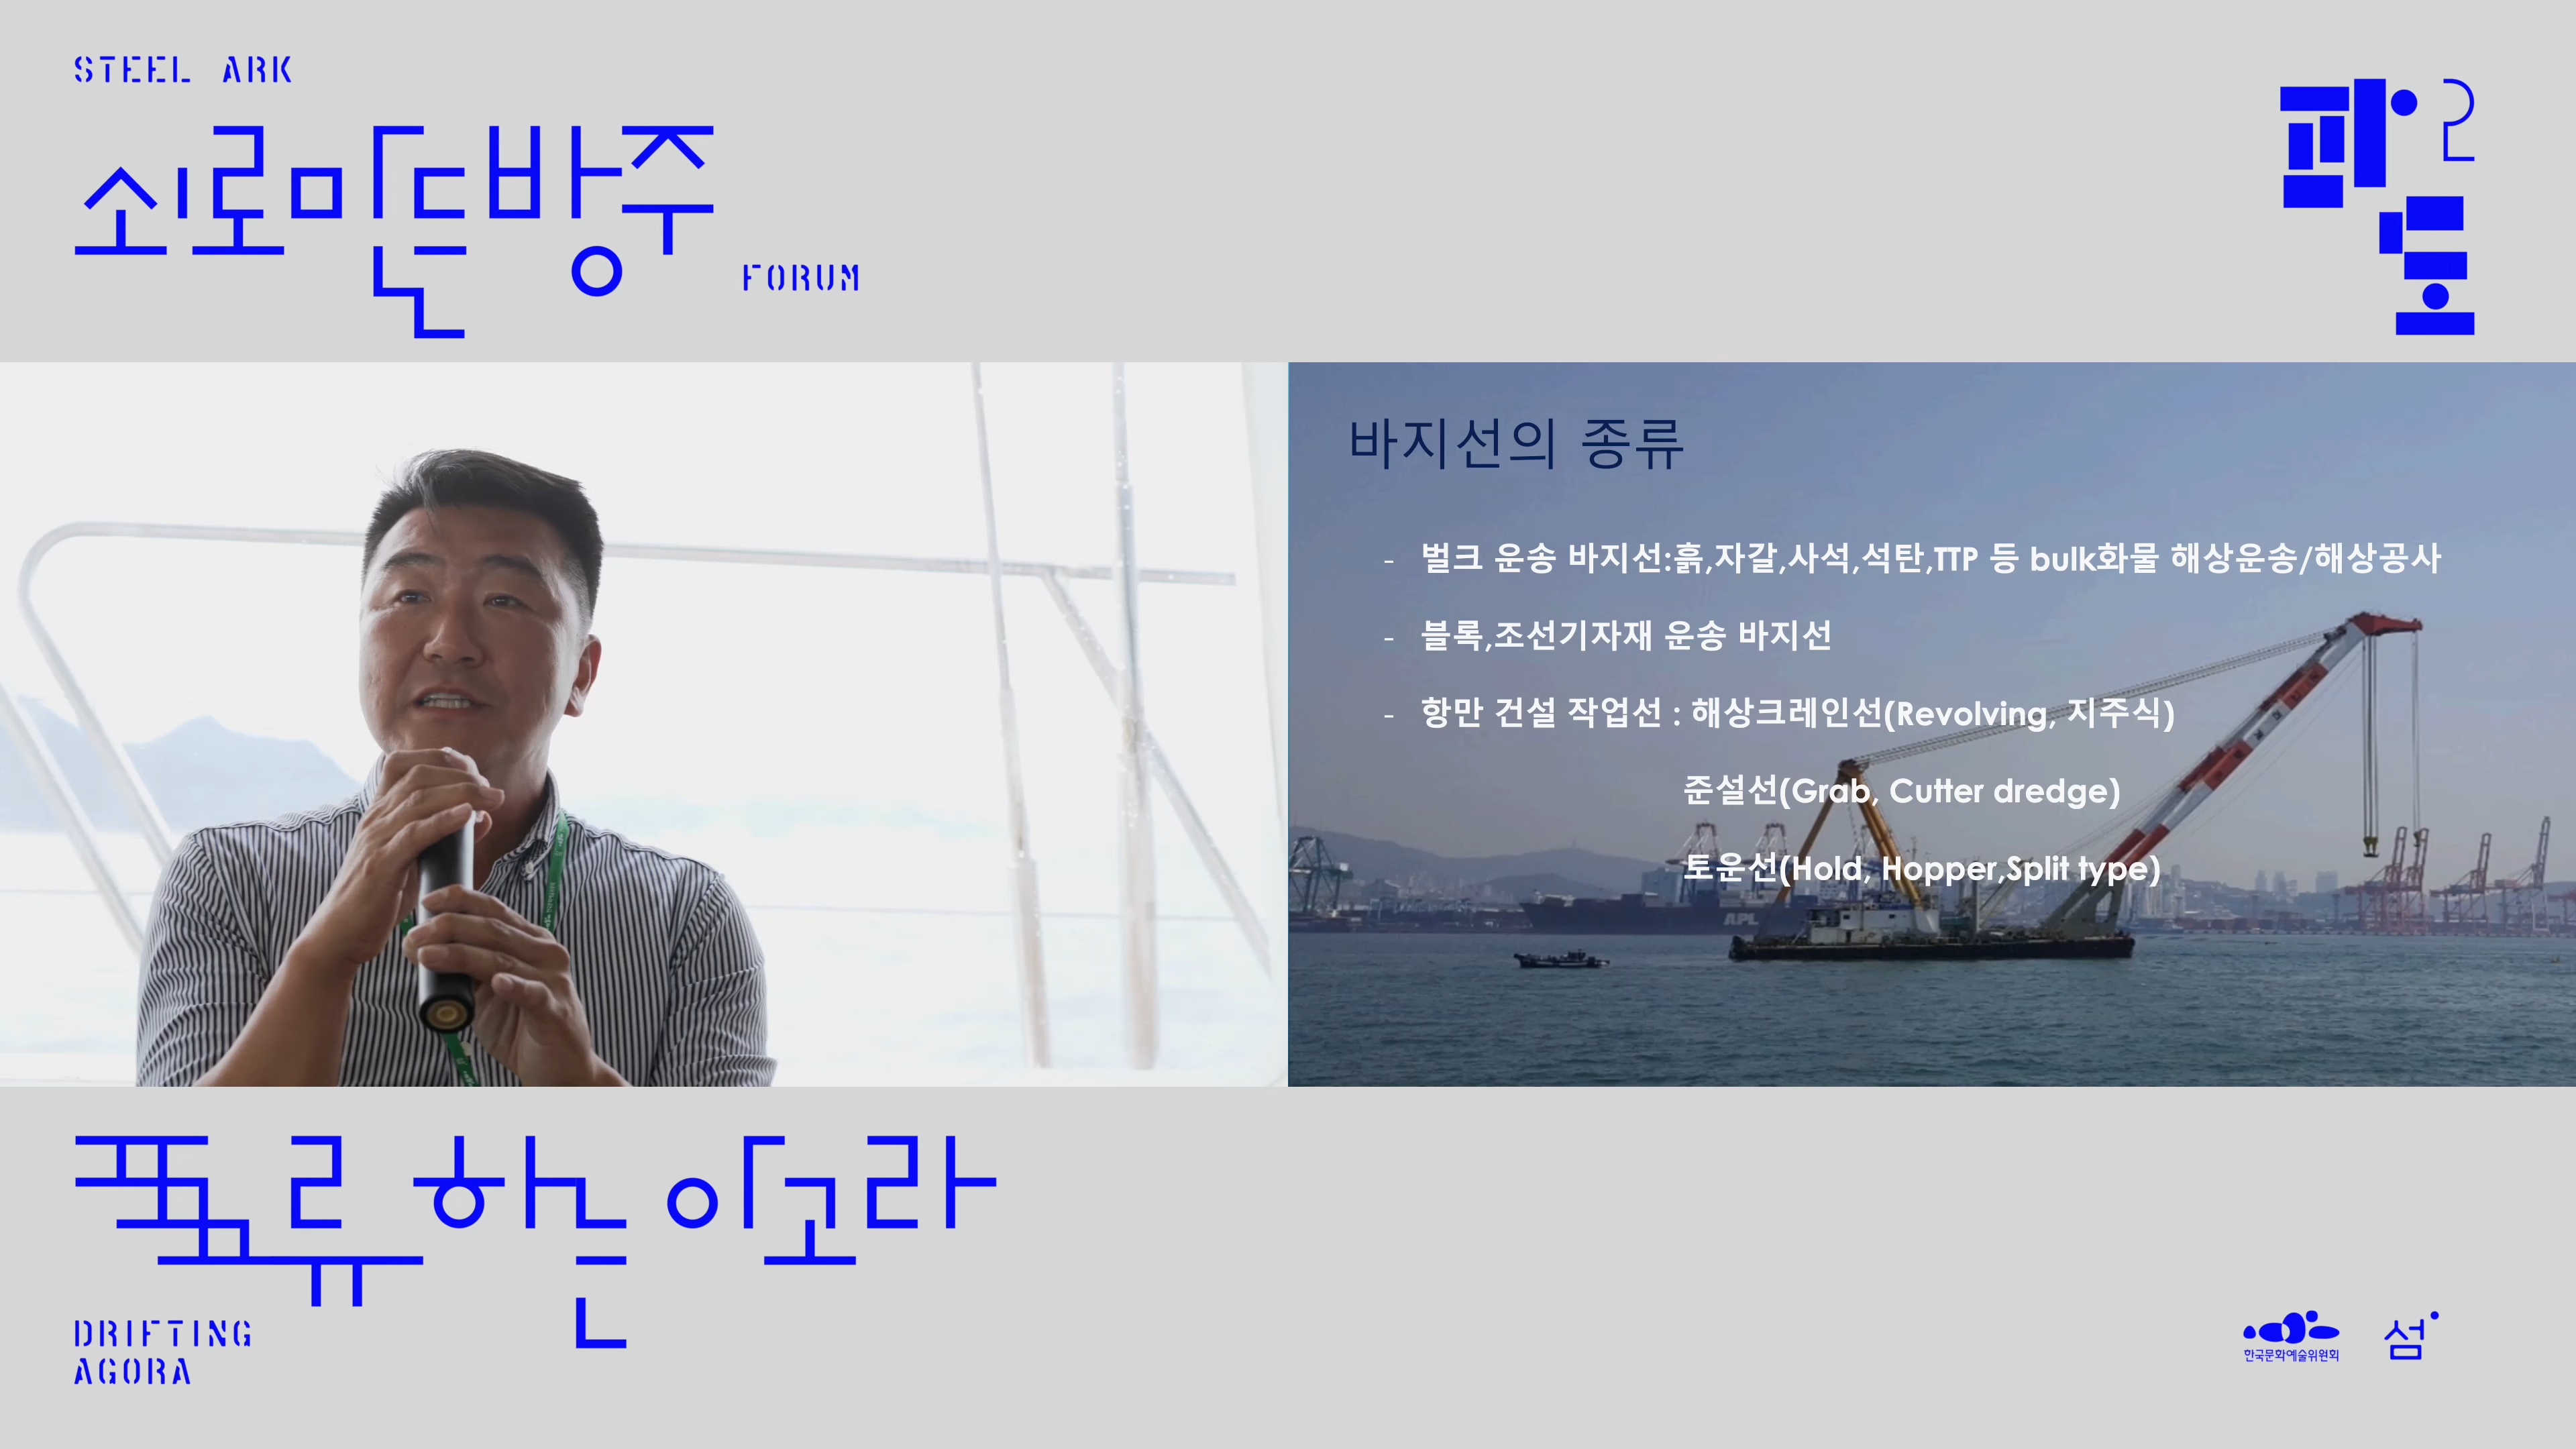 STEEL ARK
쇠로만든방주
FORUM
파도 2
바지선의 종류
- 벌크 운송 바지선:흙,자갈,사석,석탄,TTP 등 bulk화물 해상운송/해상공사
- 블록,조선기자재 운송 바지선
- 항만 건설 작업선 : 해상크레인선(Revolving, 지주식)
준설선(Grab, Cutter dredge)
토운선(Hold, Hopper,Split type)
APL
표류하는 아고라
DRIFTING
AGORA
한국문화예술위원회
섬